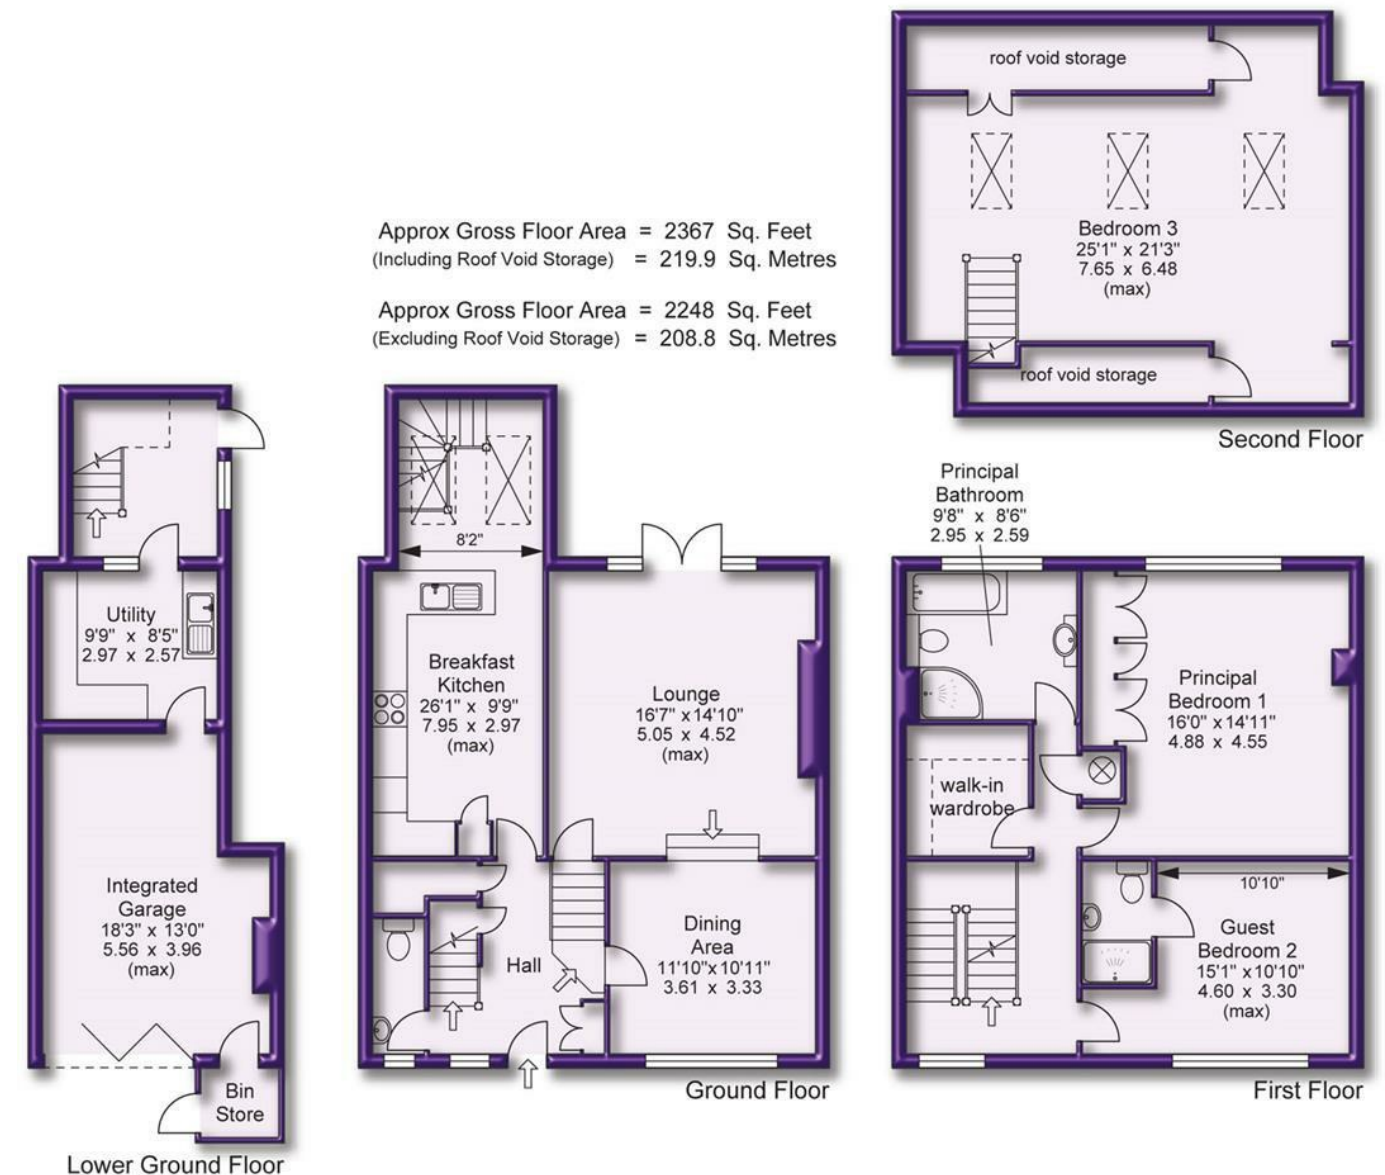 roof void storage
Bedroom 3
25'1" x 21'3"
7.65 x 6.48
(max)
roof void storage
Second Floor
Approx Gross Floor Area = 2367 Sq. Feet
(Including Roof Void Storage) = 219.9 Sq. Metres
Approx Gross Floor Area = 2248 Sq. Feet
(Excluding Roof Void Storage) = 208.8 Sq. Metres
Utility
9'9" x 8'5"
2.97 x 2.57
Integrated
Garage
18'3" x 13'0"
5.56 x 3.96
(max)
Bin
Store
Lower Ground Floor
8'2"
Breakfast
Kitchen
26'1" x 9'9"
7.95 x 2.97
(max)
Lounge
16'7" x 14'10"
5.05 x 4.52
(max)
Hall
Dining
Area
11'10" x 10'11"
3.61 x 3.33
Ground Floor
Principal
Bathroom
9'8" x 8'6"
2.95 x 2.59
Principal
Bedroom 1
16'0" x 14'11"
4.88 x 4.55
walk-in
wardrobe
10'10"
Guest
Bedroom 2
15'1" x 10'10"
4.60 x 3.30
(max)
First Floor